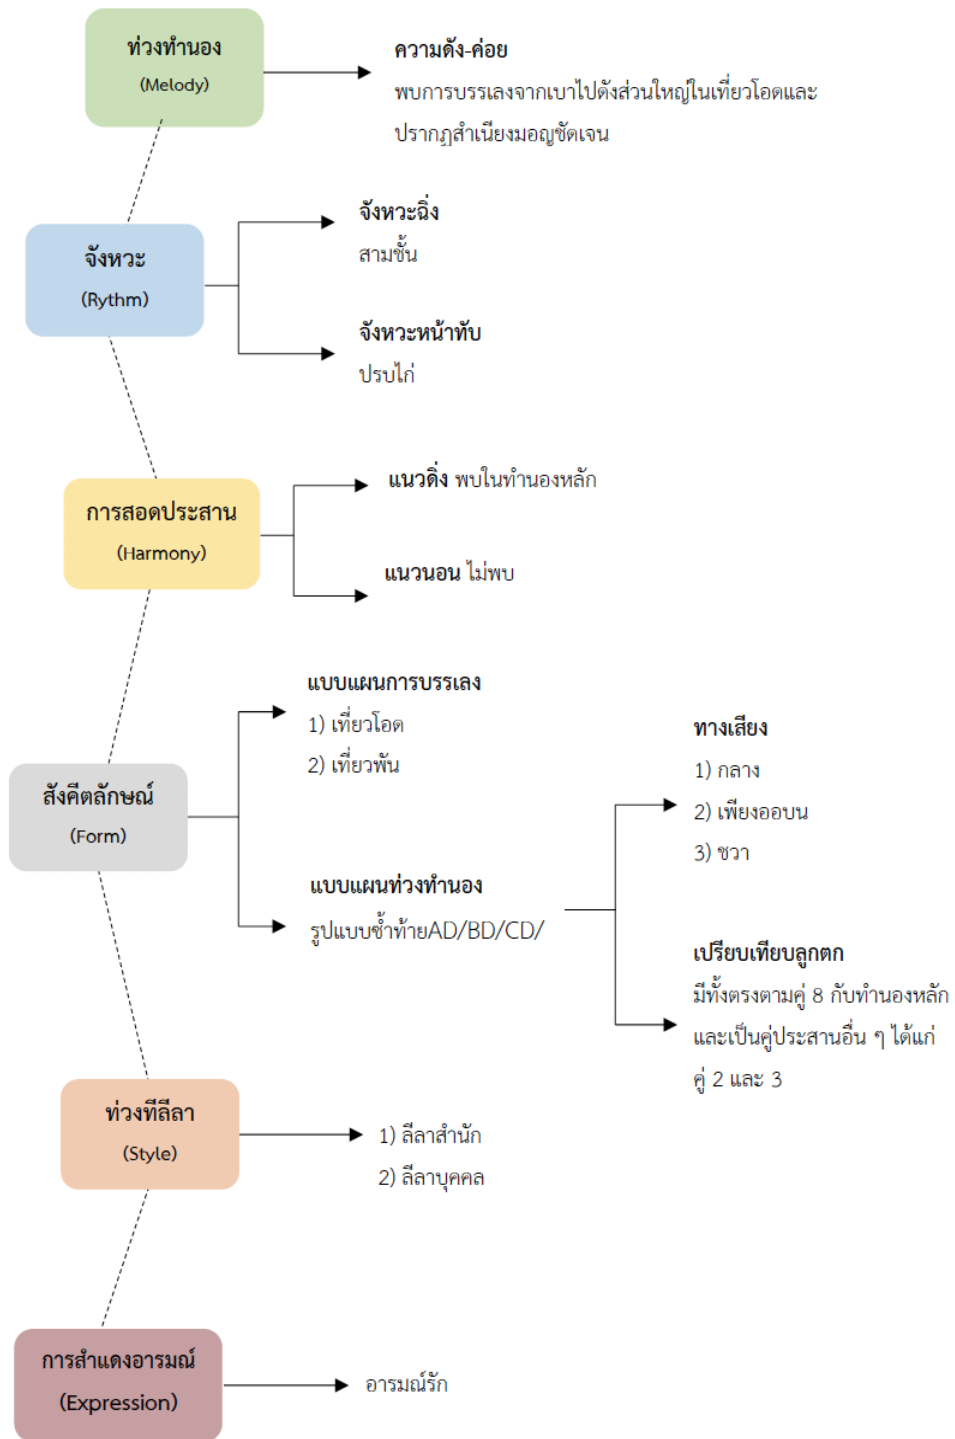 ท่วงทำนอง
(Melody)
ความดัง-ค่อย
พบการบรรเลงจากเบาไปดังส่วนใหญ่ในเที่ยวโอดและ
ปรากฏสำเนียงมอญชัดเจน
จังหวะ
(Rythm)
จังหวะฉิ่ง
สามชั้น
จังหวะหน้าทับ
ปรบไก่
การสอดประสาน
(Harmony)
แนวดิ่ง พบในทำนองหลัก
แนวนอน ไม่พบ
สังคีตลักษณ์
(Form)
แบบแผนการบรรเลง
1) เที่ยวโอด
2) เที่ยวพัน
แบบแผนท่วงทำนอง
รูปแบบซ้ำท้ายAD/BD/CD/
ทางเสียง
1) กลาง
2) เพียงออบน
3) ชวา
เปรียบเทียบลูกตก
มีทั้งตรงตามคู่ 8 กับทำนองหลัก
และเป็นคู่ประสานอื่น ๆ ได้แก่
คู่ 2 และ 3
ท่วงทีลีลา
(Style)
1) ลีลาสำนัก
2) ลีลาบุคคล
การสำแดงอารมณ์
(Expression)
อารมณ์รัก